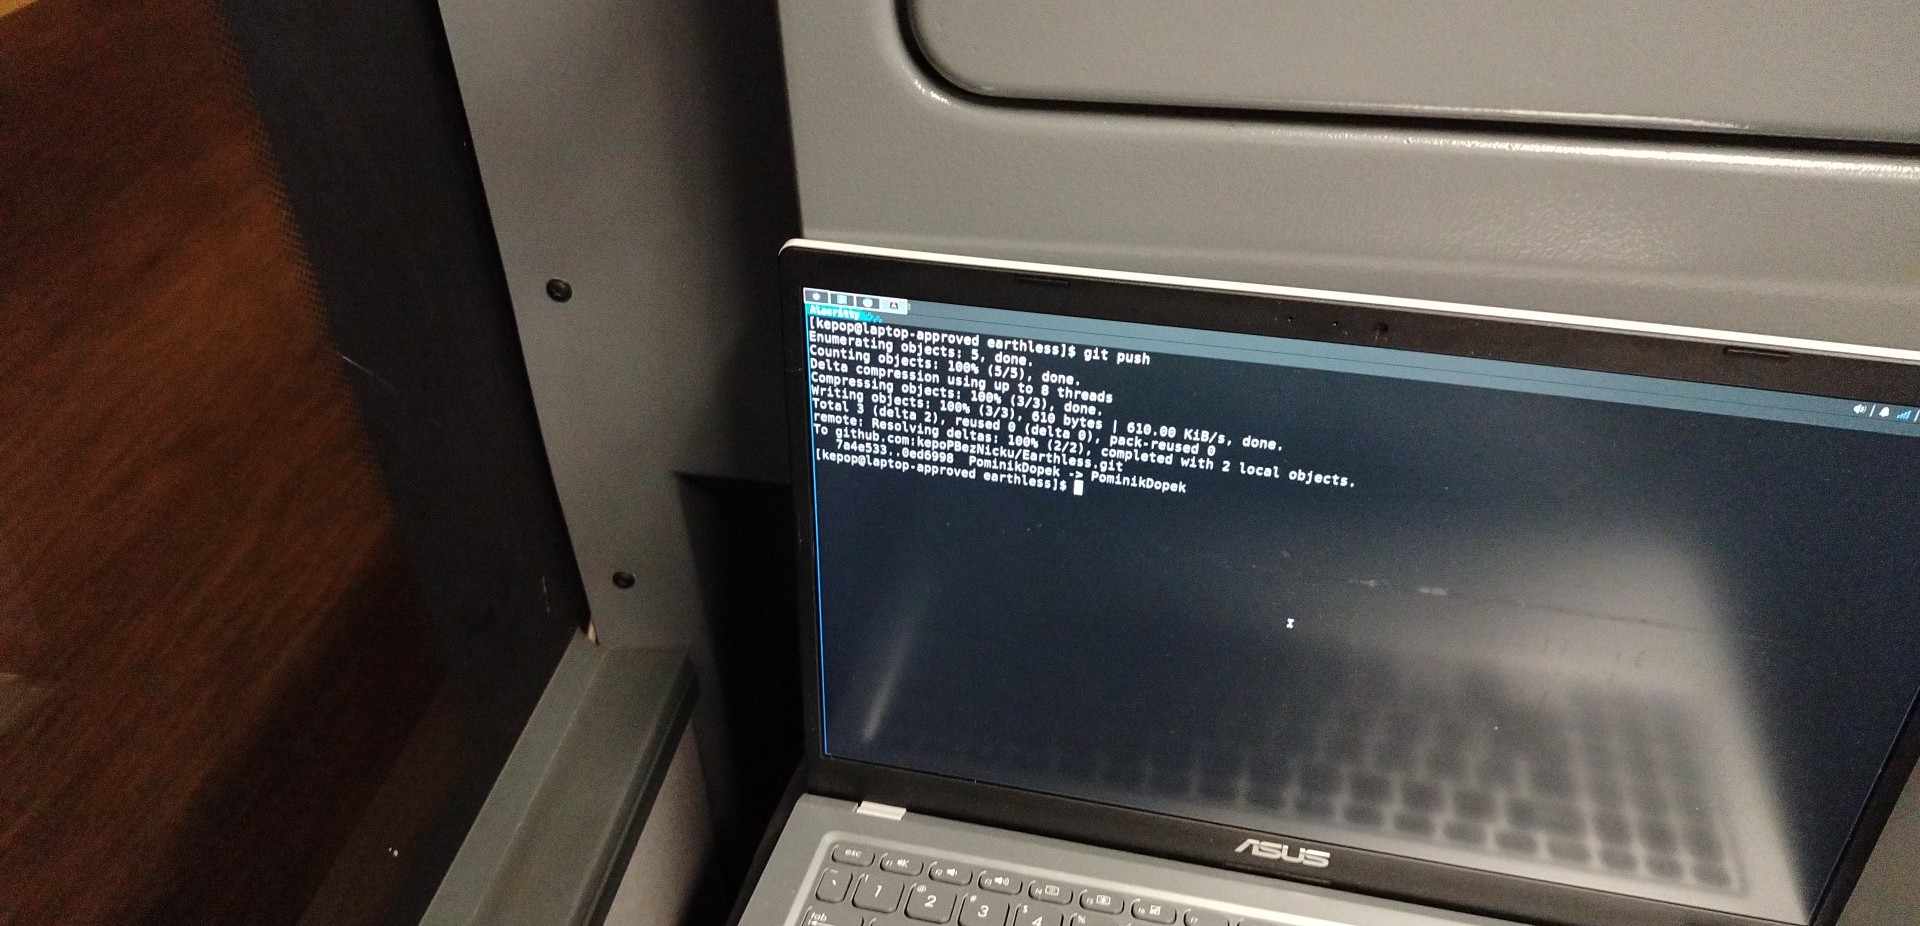 Alacritty
[kepop@laptop-approved earthless]$ git push
Enumerating objects: 5, done.
Counting objects: 100% (5/5), done.
Delta compression using up to 8 threads
Compressing objects: 100% (3/3), done.
Writing objects: 100% (3/3), 610 bytes | 610.00 KiB/s, done.
Total 3 (delta 2), reused 0 (delta 0), pack-reused 0
remote: Resolving deltas: 100% (2/2), completed with 2 local objects.
To github.com:kepoPBezNicku/Earthless.git
7a4e533..0ed6998 PominikDopek -> PominikDopek
[kepop@laptop-approved earthless]$
ASUS
esc
1 2 3 4
tab